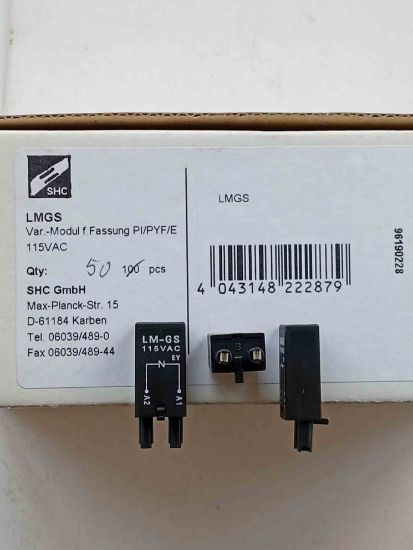 SHC
LMGS
Var.-Modul f Fassung PI/PYF/E
115VAC
Qty: 50 100 pcs
SHC GmbH
Max-Planck-Str. 15
D-61184 Karben
Tel. 06039/489-0
Fax 06039/489-44
LMGS
4 043148 222879
96190228
LM-GS
115VAC
EY
N
A2 A1